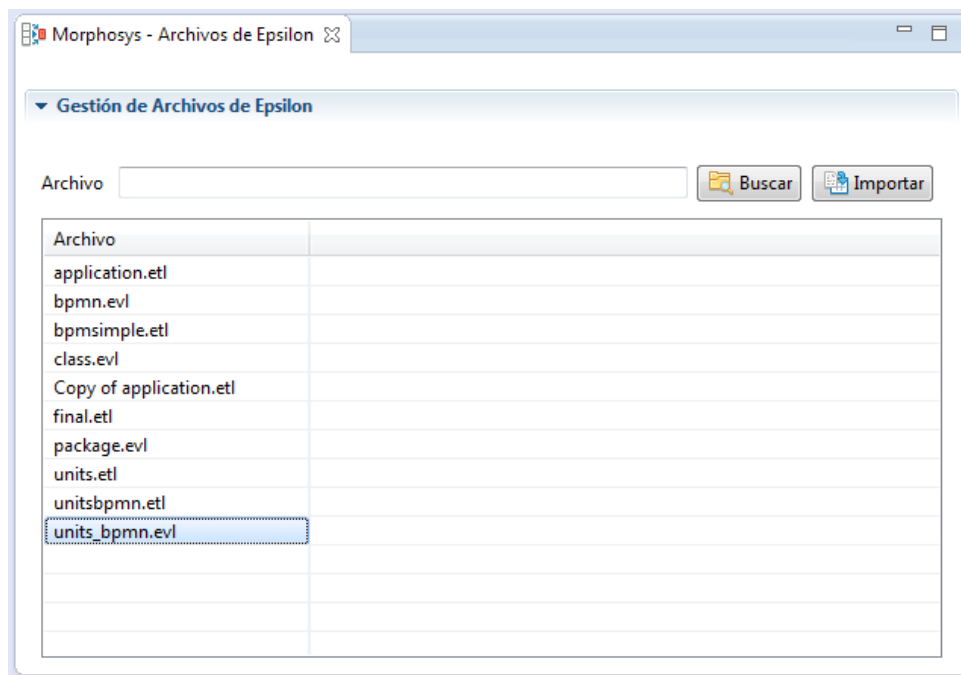 Morphosys - Archivos de Epsilon
Gestión de Archivos de Epsilon
Archivo Buscar Importar
Archivo
application.etl
bpmn.evl
bpmsimple.etl
class.evl
Copy of application.etl
final.etl
package.evl
units.etl
unitsbpmn.etl
units_bpmn.evl